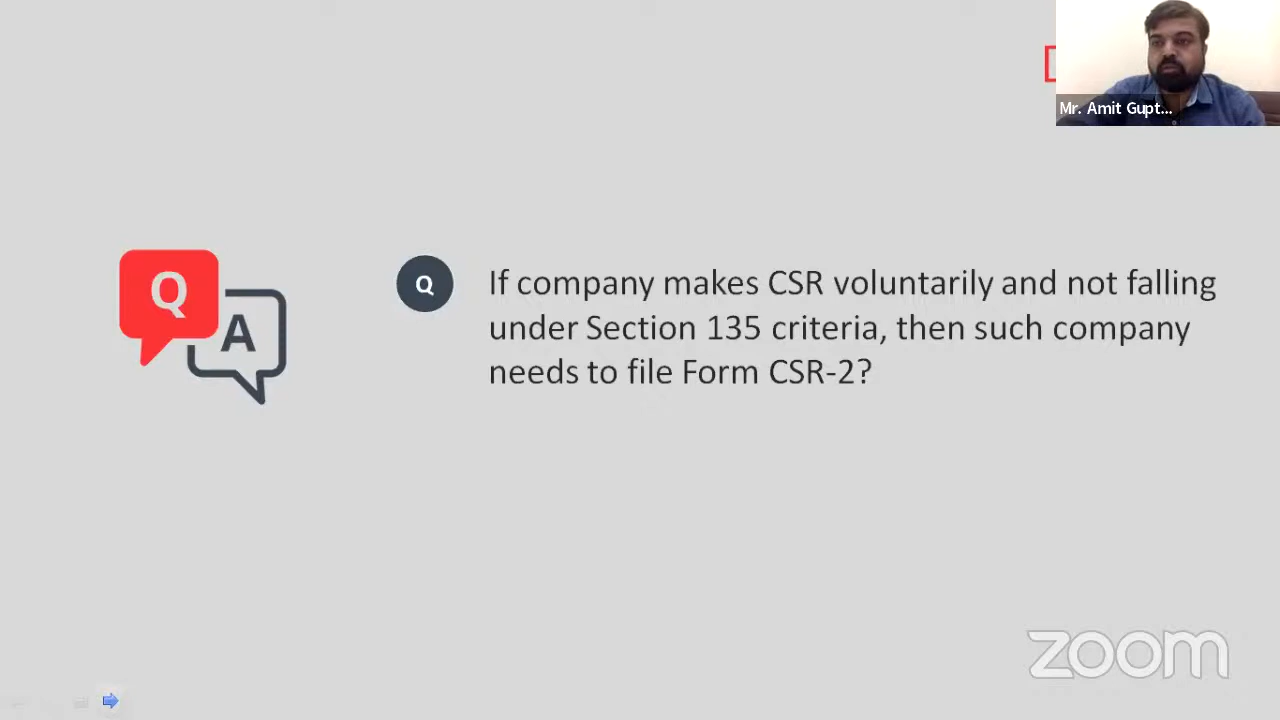 Mr. Amit Gupt...
Q
A
Q
If company makes CSR voluntarily and not falling
under Section 135 criteria, then such company
needs to file Form CSR-2?
zoom